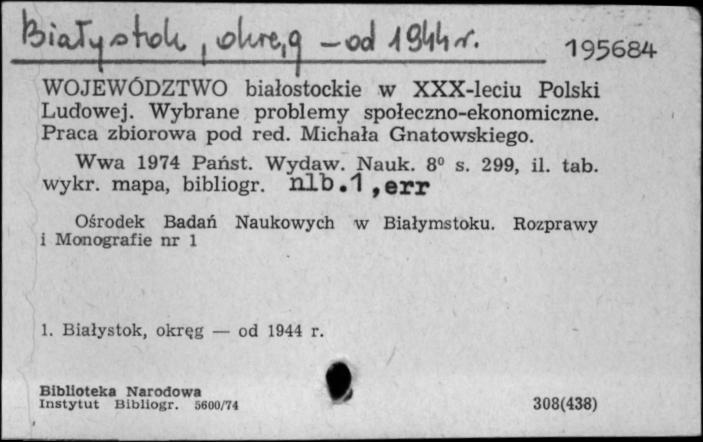 Białystok, okręg – od 1944 r.
195684
WOJEWÓDZTWO białostockie w XXX-leciu Polski
Ludowej. Wybrane problemy społeczno-ekonomiczne.
Praca zbiorowa pod red. Michała Gnatowskiego.
Wwa 1974 Państ. Wydaw. Nauk. 8⁰ s. 299, il. tab.
wykr. mapa, bibliogr. nlb.1,err
Ośrodek Badań Naukowych w Białymstoku. Rozprawy
i Monografie nr 1
1. Białystok, okręg — od 1944 r.
Biblioteka Narodowa
Instytut Bibliogr. 5600/74
308(438)